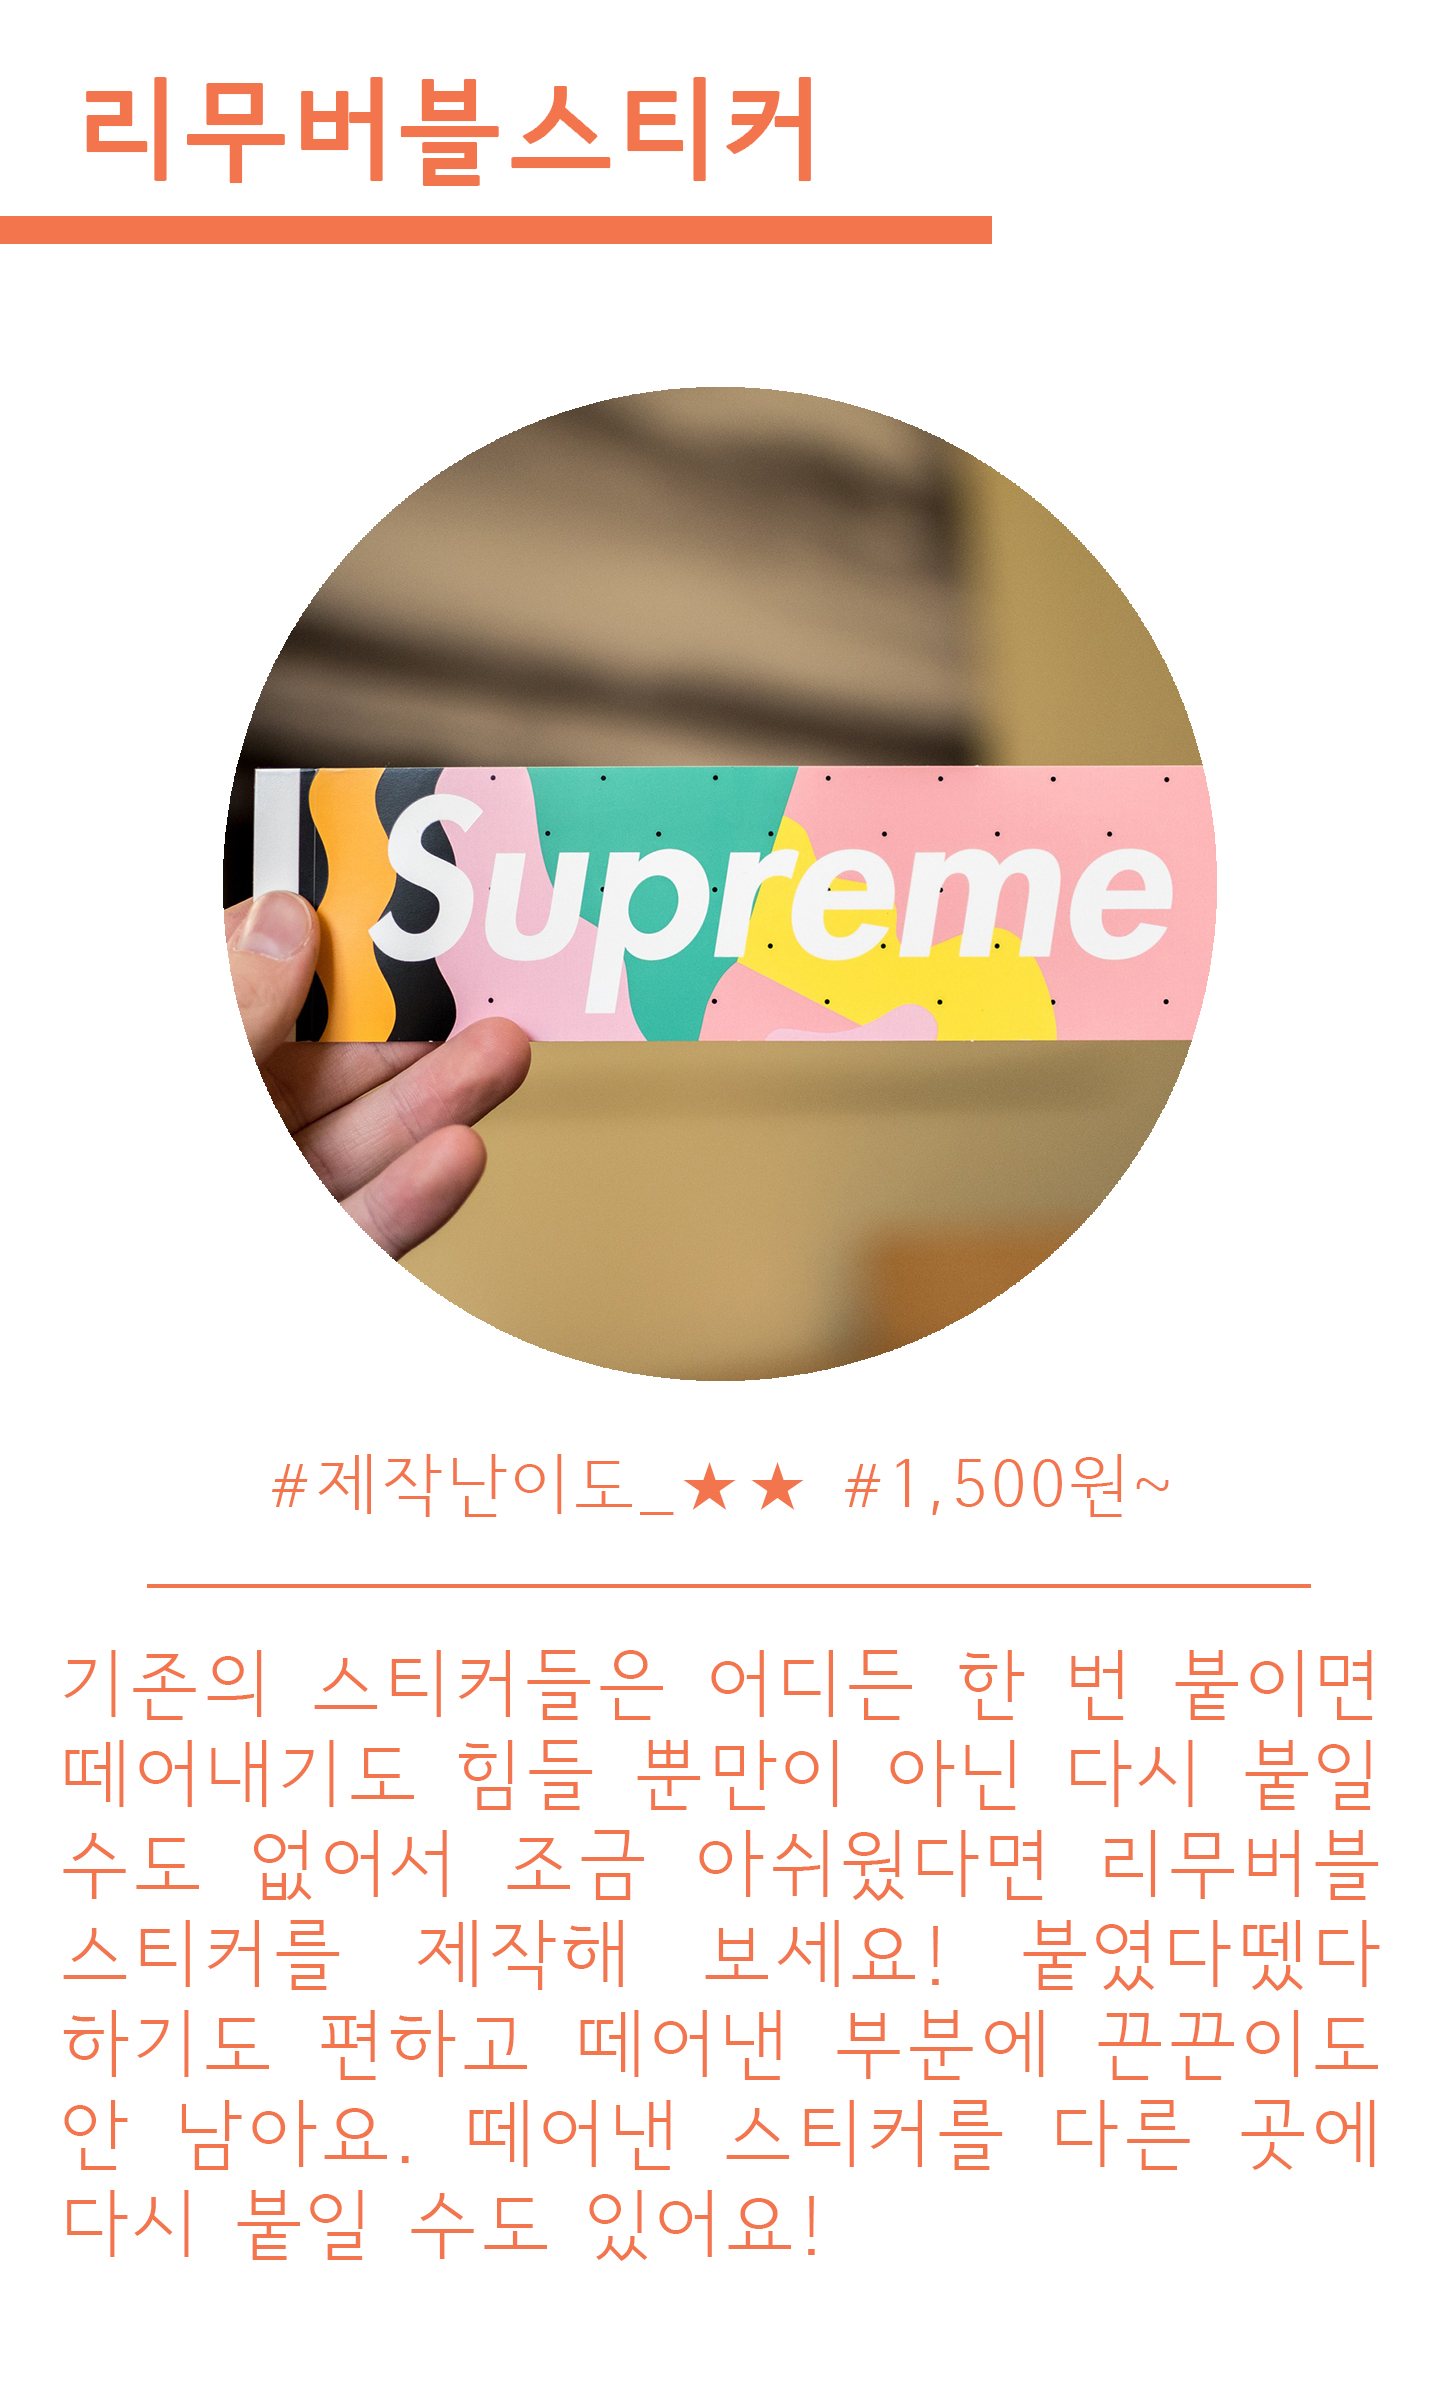 리무버블스티커
Supreme
#제작난이도_★★ #1,500원~
기존의 스티커들은 어디든 한 번 붙이면
떼어내기도 힘들 뿐만이 아닌 다시 붙일
수도 없어서 조금 아쉬웠다면 리무버블
스티커를 제작해 보세요! 붙였다뗐다
하기도 편하고 떼어낸 부분에 끈끈이도
안 남아요. 떼어낸 스티커를 다른 곳에
다시 붙일 수도 있어요!